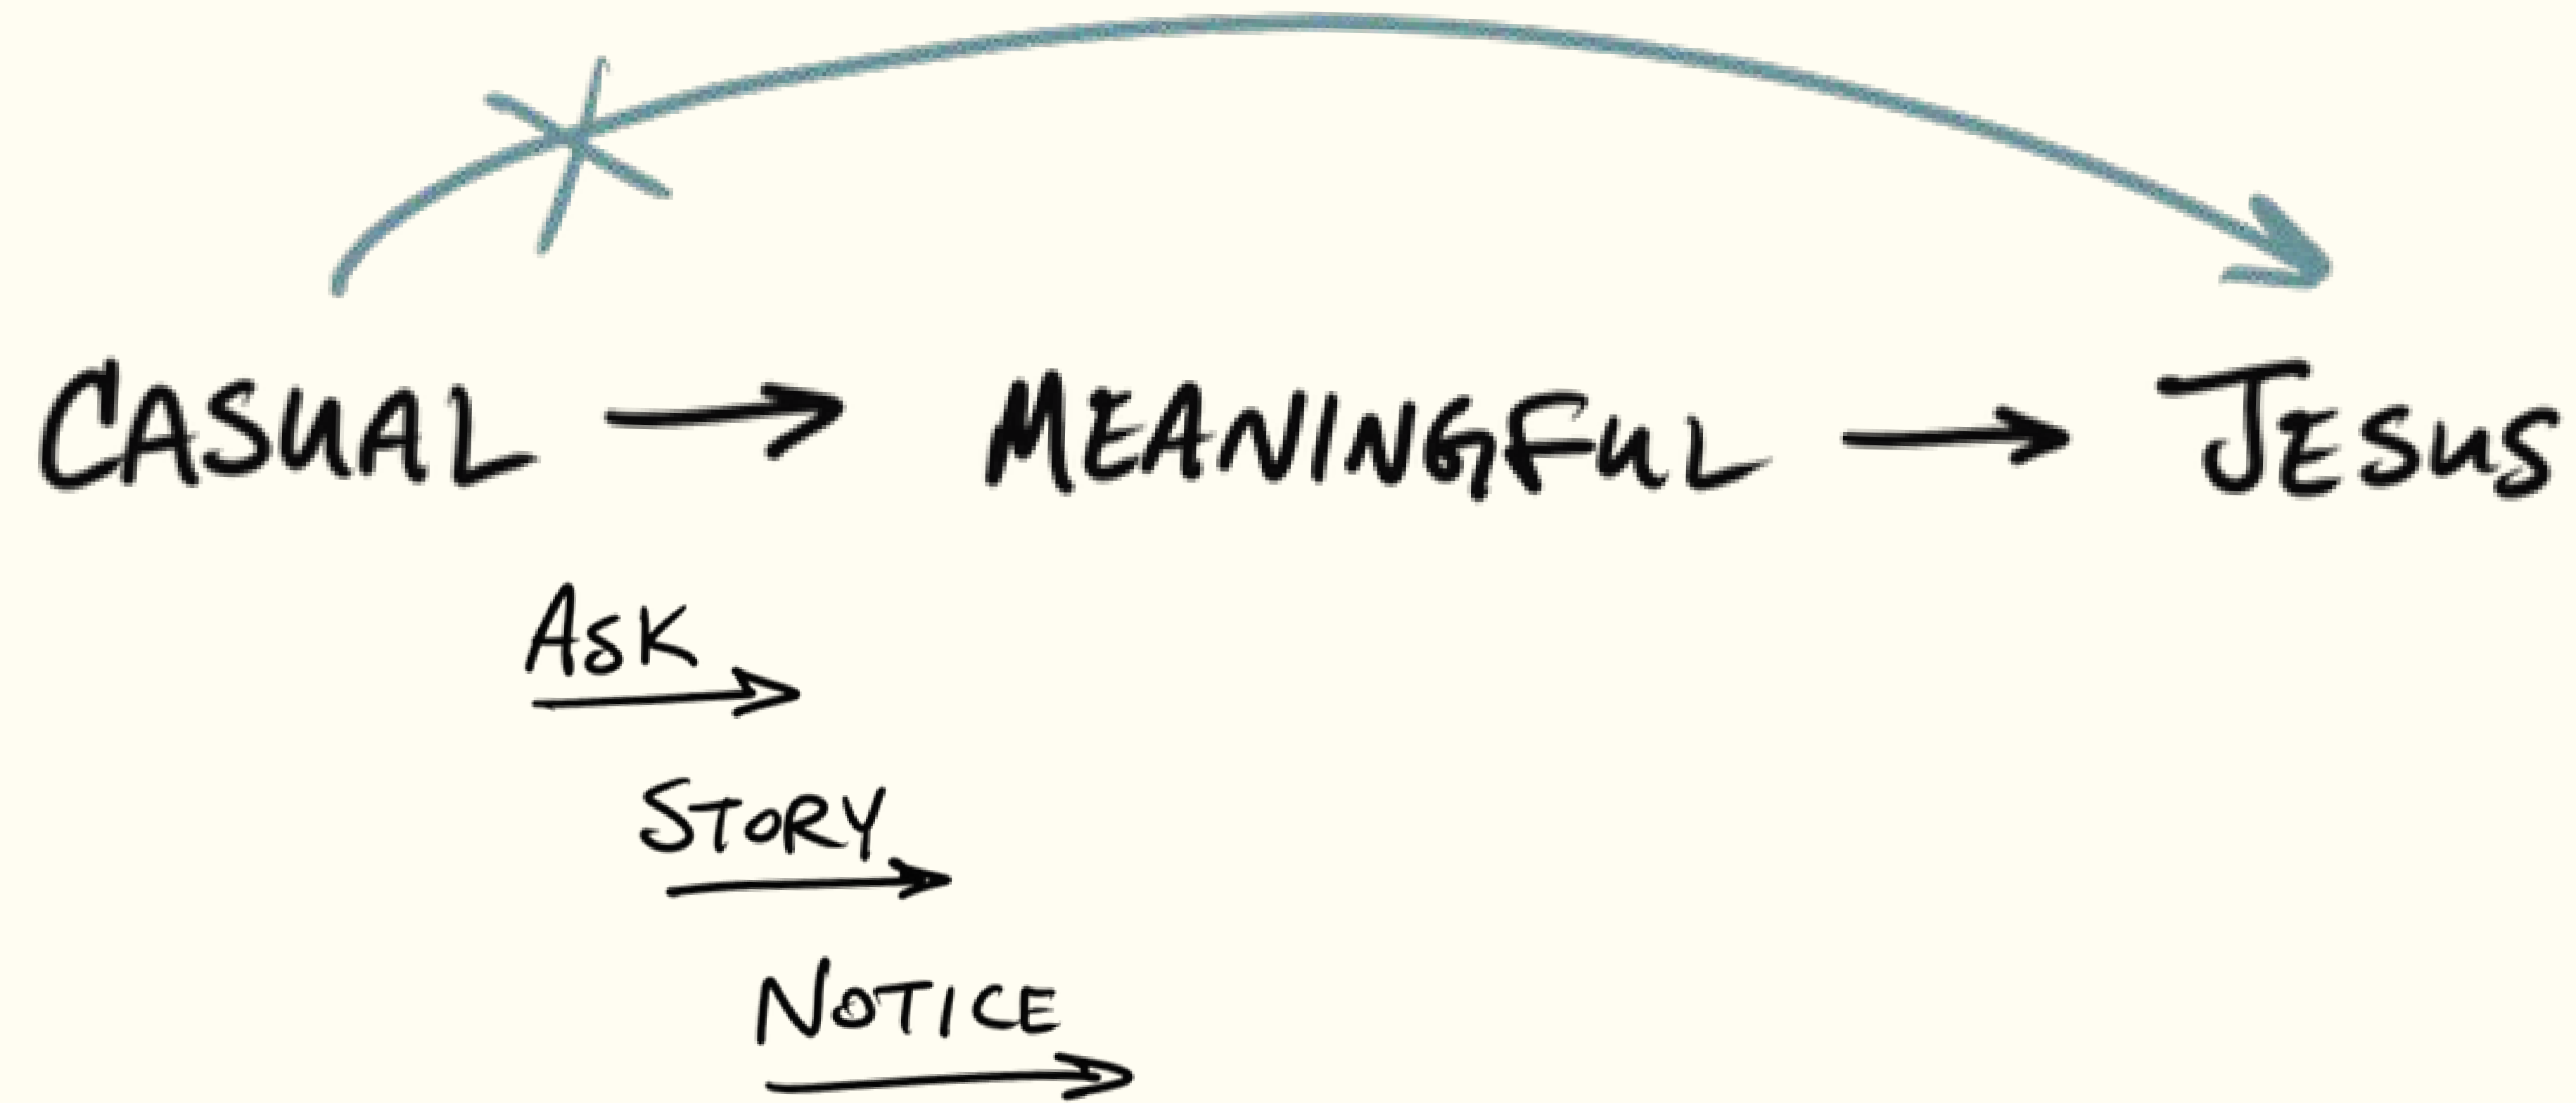 CASUAL → MEANINGFUL → JESUS
ASK
STORY
NOTICE